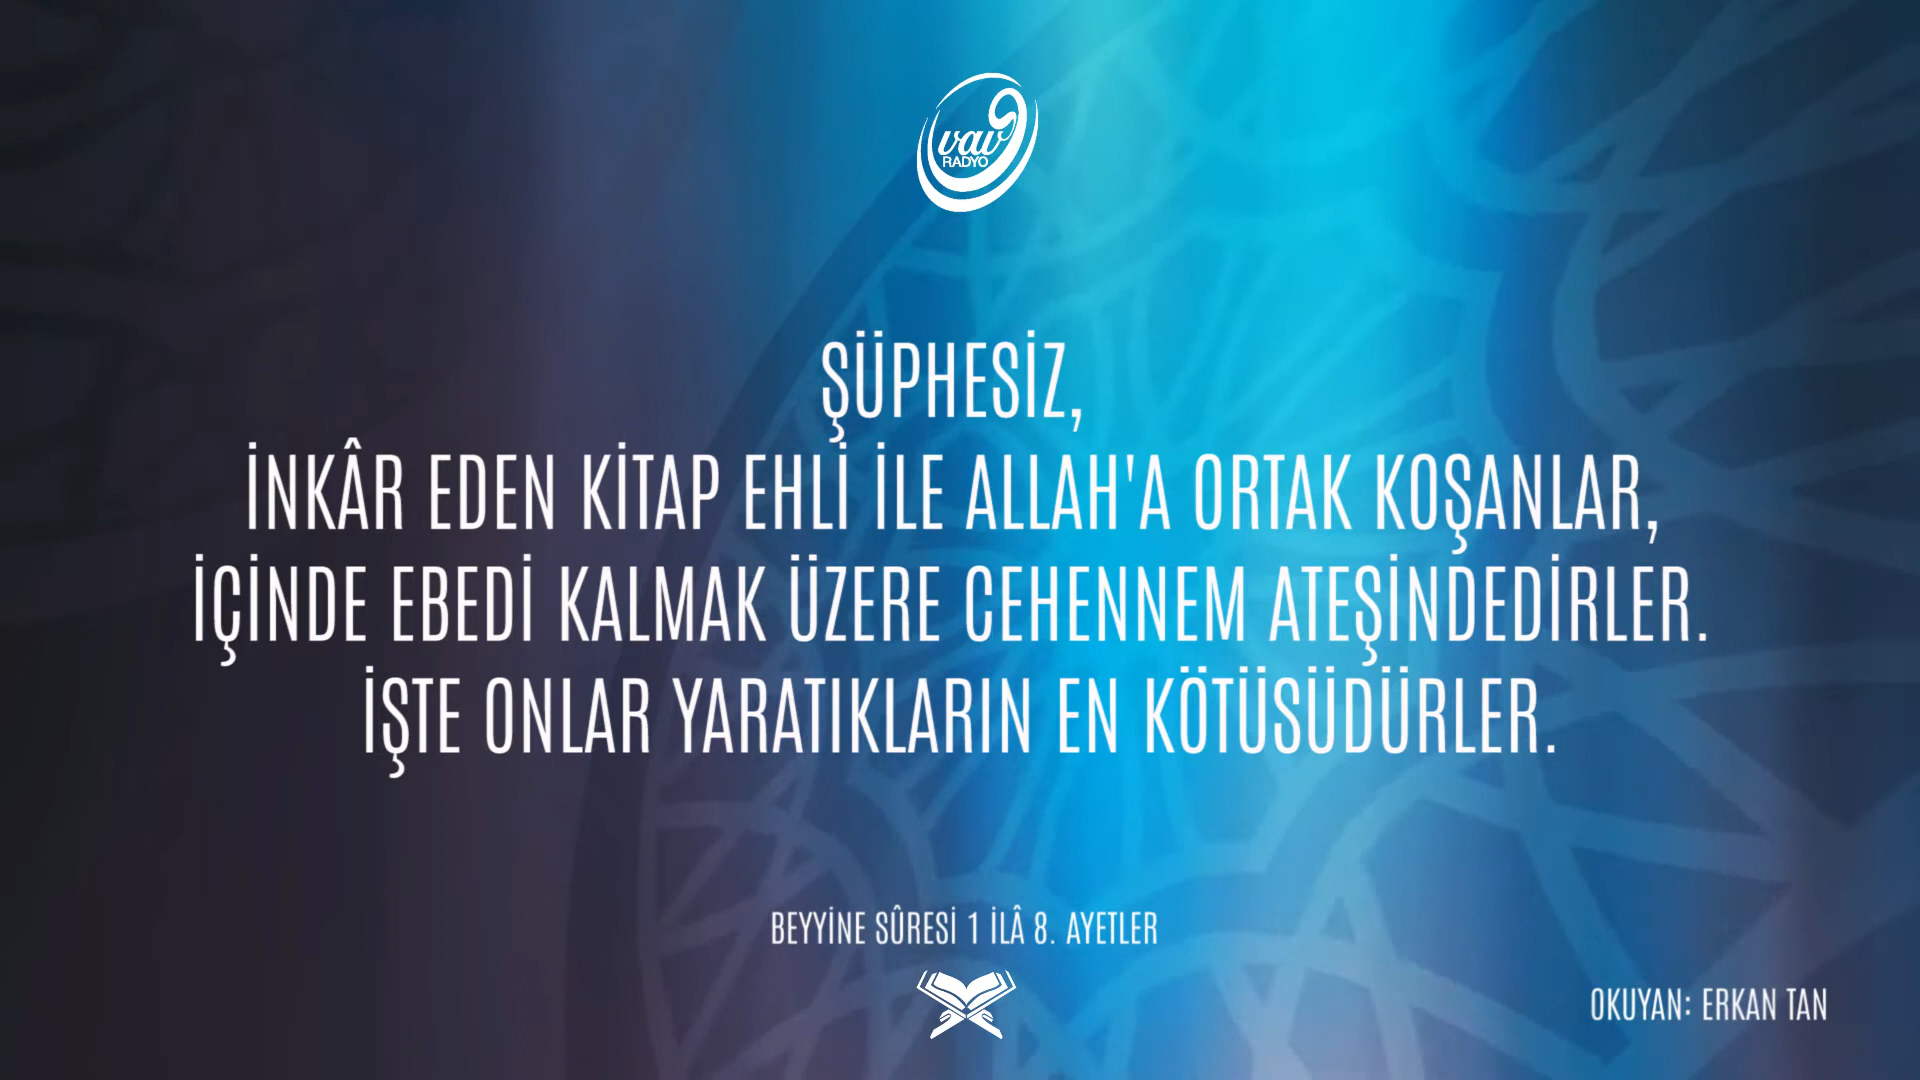 vav
RADYO
ŞÜPHESİZ,
İNKÂR EDEN KİTAP EHLİ İLE ALLAH'A ORTAK KOŞANLAR,
İÇİNDE EBEDİ KALMAK ÜZERE CEHENNEM ATEŞİNDEDİRLER.
İŞTE ONLAR YARATIKLARIN EN KÖTÜSÜDÜRLER.
BEYYİNE SÛRESİ 1 İLÂ 8. AYETLER
OKUYAN: ERKAN TAN